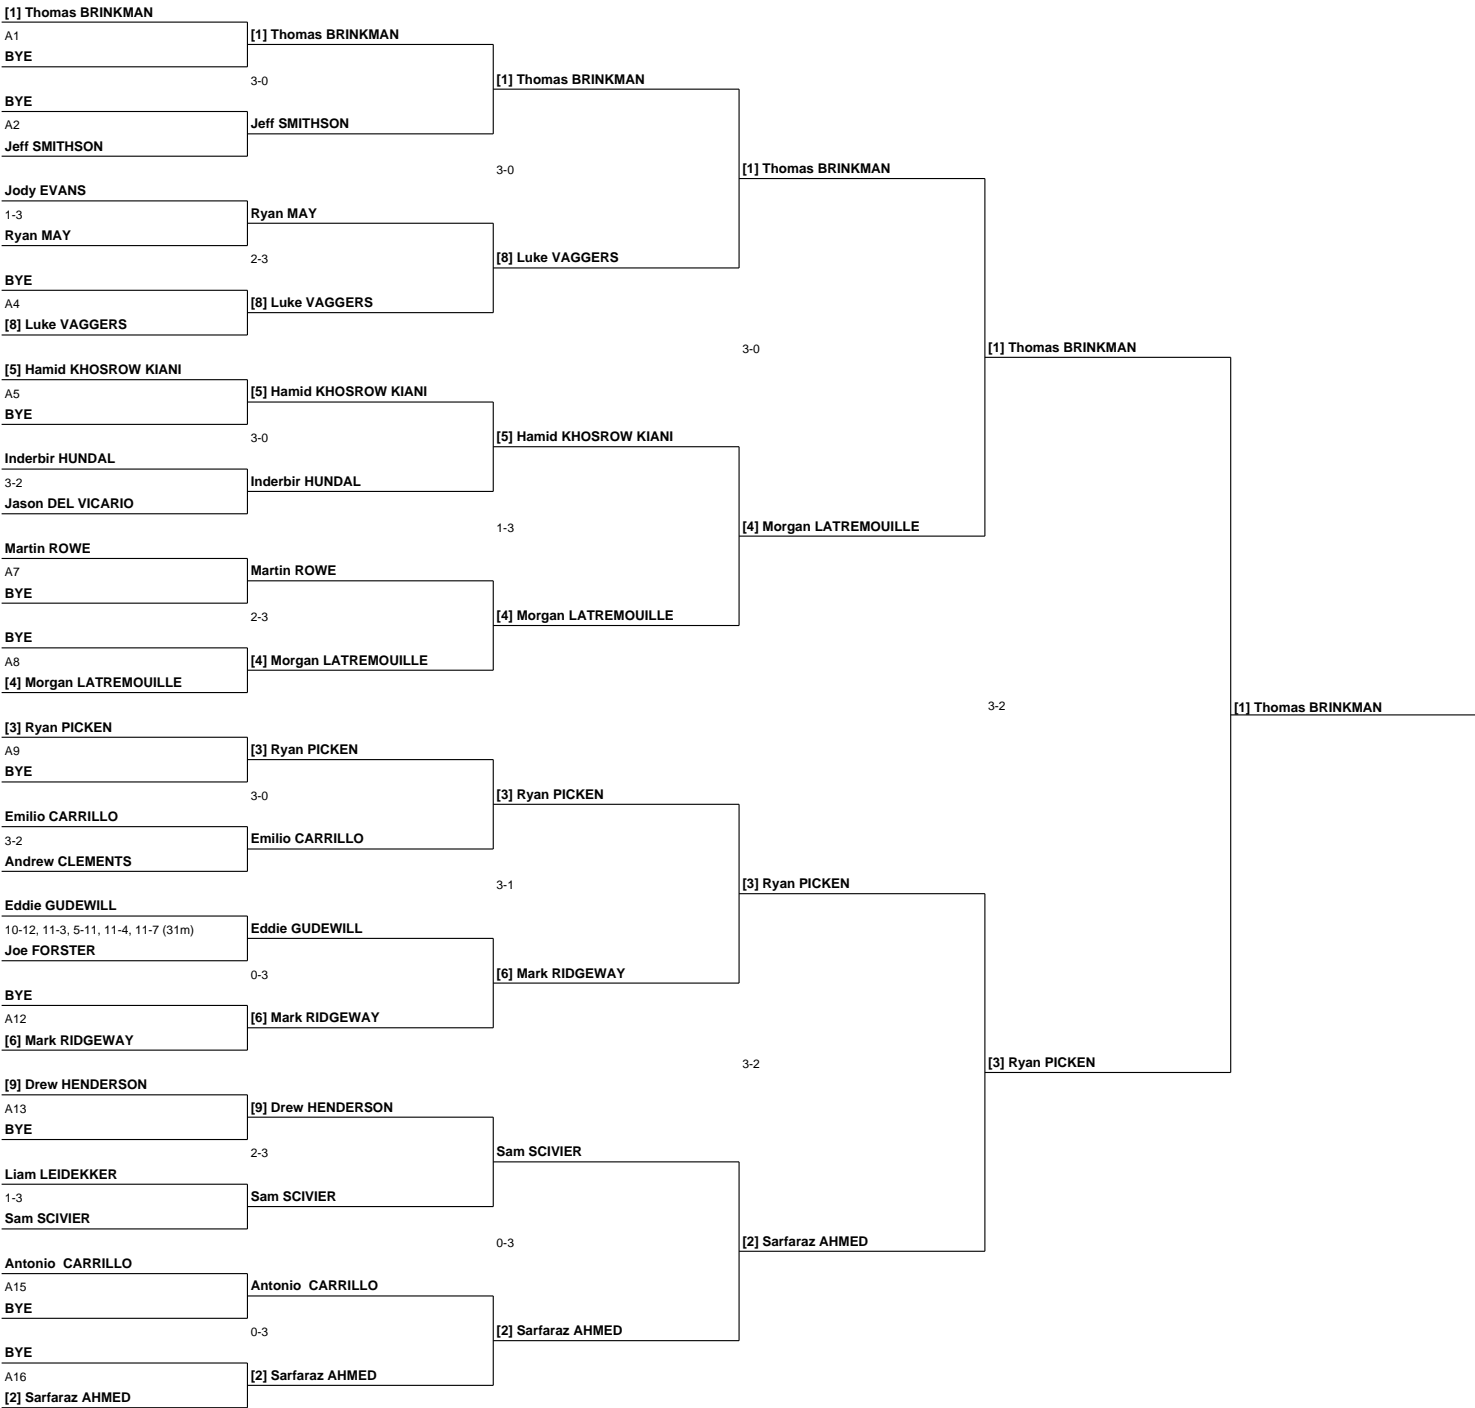 [1] Thomas BRINKMAN
A1
BYE
BYE
A2
Jeff SMITHSON
Jody EVANS
1-3
Ryan MAY
BYE
A4
[8] Luke VAGGERS
[5] Hamid KHOSROW KIANI
A5
BYE
Inderbir HUNDAL
3-2
Jason DEL VICARIO
Martin ROWE
A7
BYE
BYE
A8
[4] Morgan LATREMOUILLE
[3] Ryan PICKEN
A9
BYE
Emilio CARRILLO
3-2
Andrew CLEMENTS
Eddie GUDEWILL
10-12, 11-3, 5-11, 11-4, 11-7 (31m)
Joe FORSTER
BYE
A12
[6] Mark RIDGEWAY
[9] Drew HENDERSON
A13
BYE
Liam LEIDEKKER
1-3
Sam SCIVIER
Antonio  CARRILLO
A15
BYE
BYE
A16
[2] Sarfaraz AHMED
[1] Thomas BRINKMAN
3-0
Jeff SMITHSON
Ryan MAY
2-3
[8] Luke VAGGERS
[5] Hamid KHOSROW KIANI
3-0
Inderbir HUNDAL
Martin ROWE
2-3
[4] Morgan LATREMOUILLE
[3] Ryan PICKEN
3-0
Emilio CARRILLO
Eddie GUDEWILL
0-3
[6] Mark RIDGEWAY
[9] Drew HENDERSON
2-3
Sam SCIVIER
Antonio  CARRILLO
0-3
[2] Sarfaraz AHMED
[1] Thomas BRINKMAN
3-0
[8] Luke VAGGERS
[5] Hamid KHOSROW KIANI
1-3
[4] Morgan LATREMOUILLE
[3] Ryan PICKEN
3-1
[6] Mark RIDGEWAY
Sam SCIVIER
0-3
[2] Sarfaraz AHMED
[1] Thomas BRINKMAN
3-0
[4] Morgan LATREMOUILLE
[3] Ryan PICKEN
3-2
[2] Sarfaraz AHMED
[1] Thomas BRINKMAN
3-2
[3] Ryan PICKEN
[1] Thomas BRINKMAN